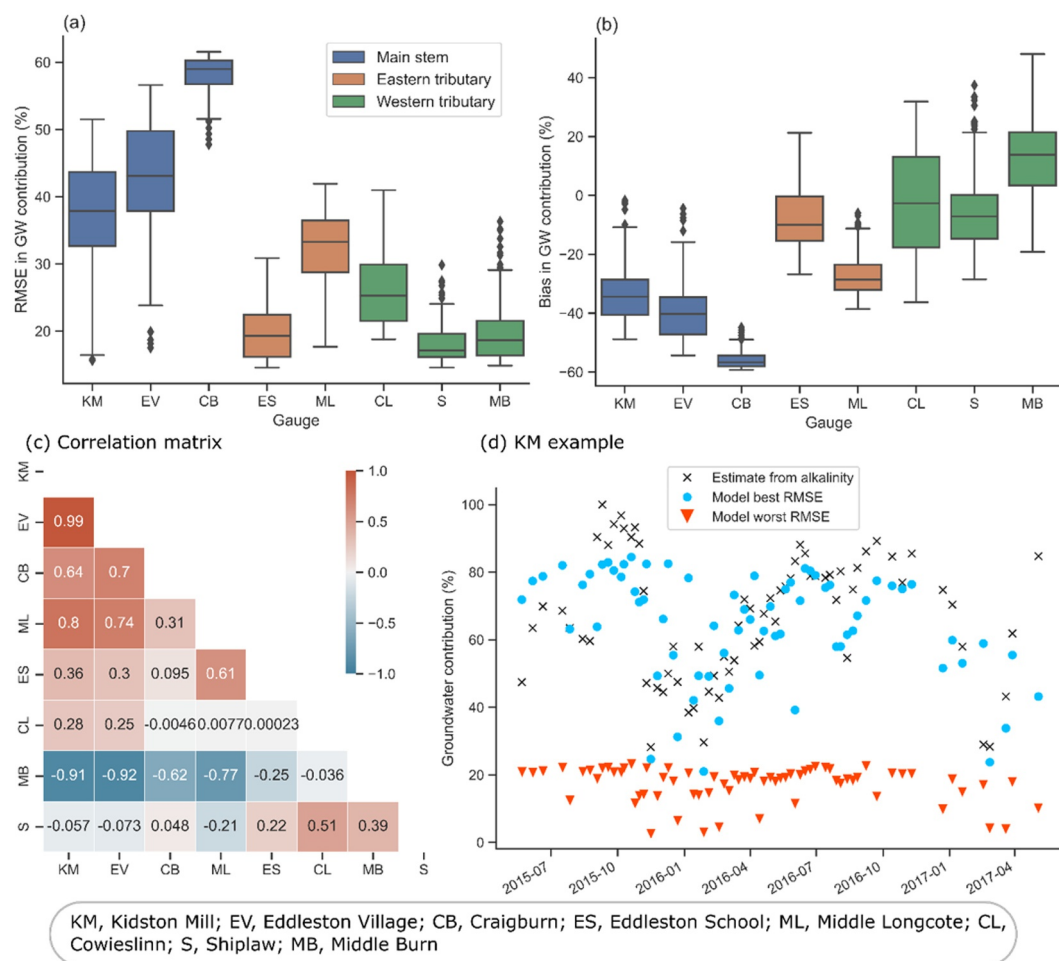 (a)
60
50
40
30
20
RMSE in GW contribution (%)
Main stem
Eastern tributary
Western tributary
KM EV CB ES ML CL S MB
Gauge
(b)
40
20
0
−20
−40
−60
Bias in GW contribution (%)
KM EV CB ES ML CL S MB
Gauge
(c) Correlation matrix
KM
EV 0.99
CB 0.64 0.7
ML 0.8 0.74 0.31
ES 0.36 0.3 0.095 0.61
CL 0.28 0.25 -0.0046 0.0077 0.00023
MB -0.91 -0.92 -0.62 -0.77 -0.25 -0.036
S -0.057 -0.073 0.048 -0.21 0.22 0.51 0.39
KM EV CB ML ES CL MB S
1.0
0.5
0.0
−0.5
−1.0
(d) KM example
Estimate from alkalinity
Model best RMSE
Model worst RMSE
100
80
60
40
20
0
Groundwater contribution (%)
2015-07 2015-10 2016-01 2016-04 2016-07 2016-10 2017-01 2017-04
KM, Kidston Mill; EV, Eddleston Village; CB, Craigburn; ES, Eddleston School; ML, Middle Longcote; CL,
Cowieslinn; S, Shiplaw; MB, Middle Burn